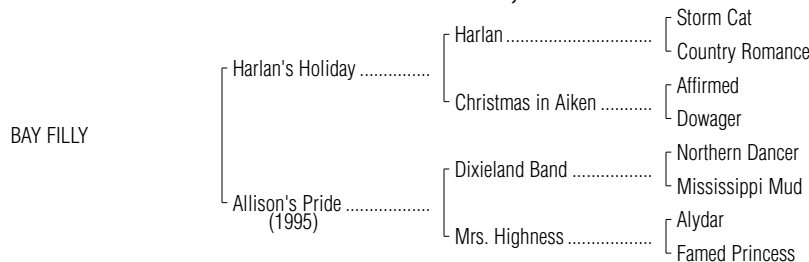 Storm Cat
Harlan ................................
Country Romance
Harlan's Holiday ...............
Affirmed
Christmas in Aiken ...........
Dowager
BAY FILLY
Northern Dancer
Dixieland Band .................
Mississippi Mud
Allison's Pride ..................
(1995)
Alydar
Mrs. Highness ..................
Famed Princess